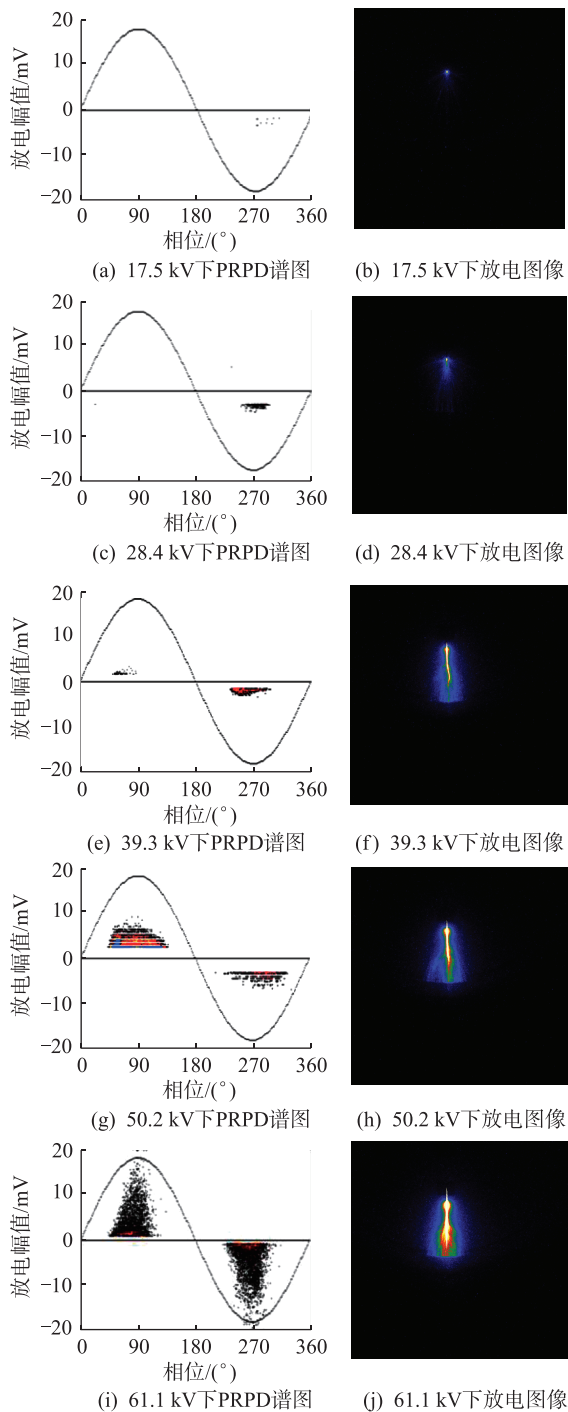 20
10
0
−10
−20
放电幅值/mV
0 90 180 270 360
相位/(°)
(a) 17.5 kV下PRPD谱图
(b) 17.5 kV下放电图像
20
10
0
−10
−20
放电幅值/mV
0 90 180 270 360
相位/(°)
(c) 28.4 kV下PRPD谱图
(d) 28.4 kV下放电图像
20
10
0
−10
−20
放电幅值/mV
0 90 180 270 360
相位/(°)
(e) 39.3 kV下PRPD谱图
(f) 39.3 kV下放电图像
20
10
0
−10
−20
放电幅值/mV
0 90 180 270 360
相位/(°)
(g) 50.2 kV下PRPD谱图
(h) 50.2 kV下放电图像
20
10
0
−10
−20
放电幅值/mV
0 90 180 270 360
相位/(°)
(i) 61.1 kV下PRPD谱图
(j) 61.1 kV下放电图像